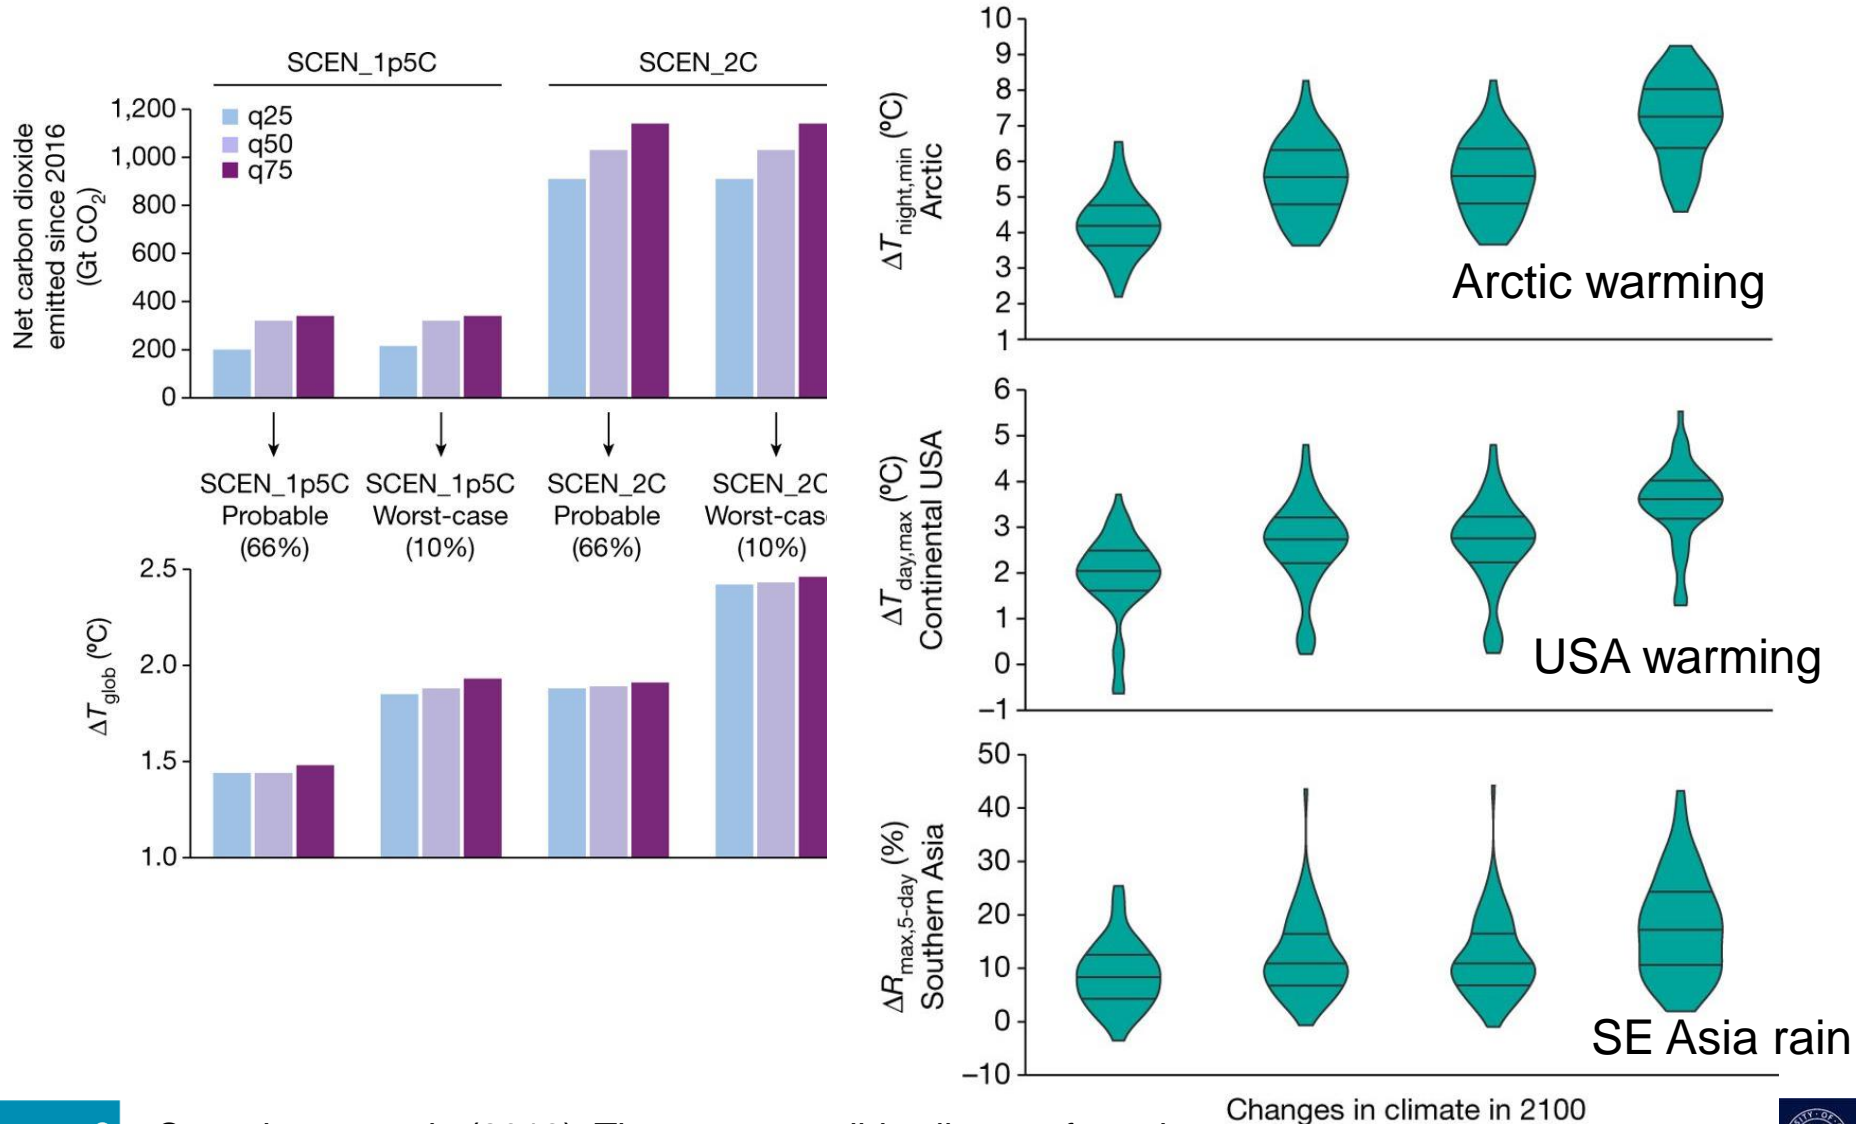 SCEN_1p5C
SCEN_2C
Net carbon dioxide
emitted since 2016
(Gt CO2)
1,200
1,000
800
600
400
200
0
q25
q50
q75
SCEN_1p5C
Probable
(66%)
SCEN_1p5C
Worst-case
(10%)
SCEN_2C
Probable
(66%)
SCEN_2C
Worst-cas
(10%)
ΔTglob (ºC)
2.5
2.0
1.5
1.0
ΔTnight,min (ºC)
Arctic
10
9
8
7
6
5
4
3
2
1
Arctic warming
ΔTday,max (ºC)
Continental USA
6
5
4
3
2
1
0
–1
USA warming
ΔRmax,5-day (%)
Southern Asia
50
40
30
20
10
0
–10
SE Asia rain
Changes in climate in 2100